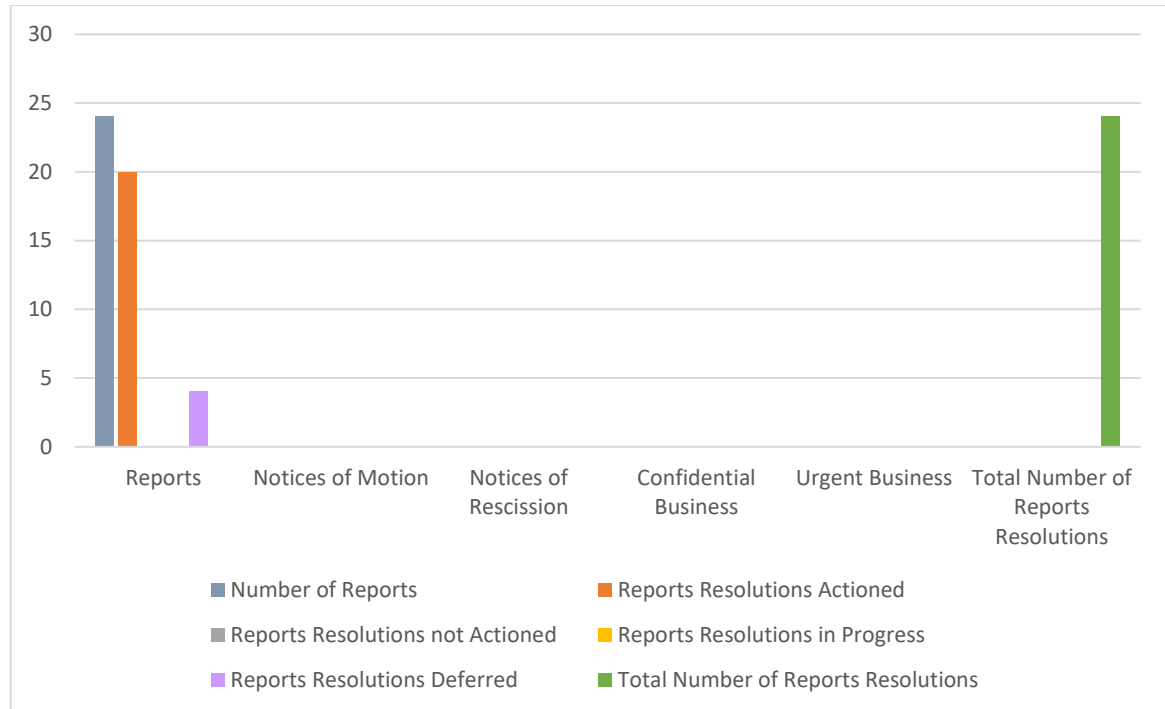 30
25
20
15
10
5
0
Reports
Notices of Motion
Notices of
Rescission
Confidential
Business
Urgent Business
Total Number of
Reports
Resolutions
Number of Reports
Reports Resolutions Actioned
Reports Resolutions not Actioned
Reports Resolutions in Progress
Reports Resolutions Deferred
Total Number of Reports Resolutions